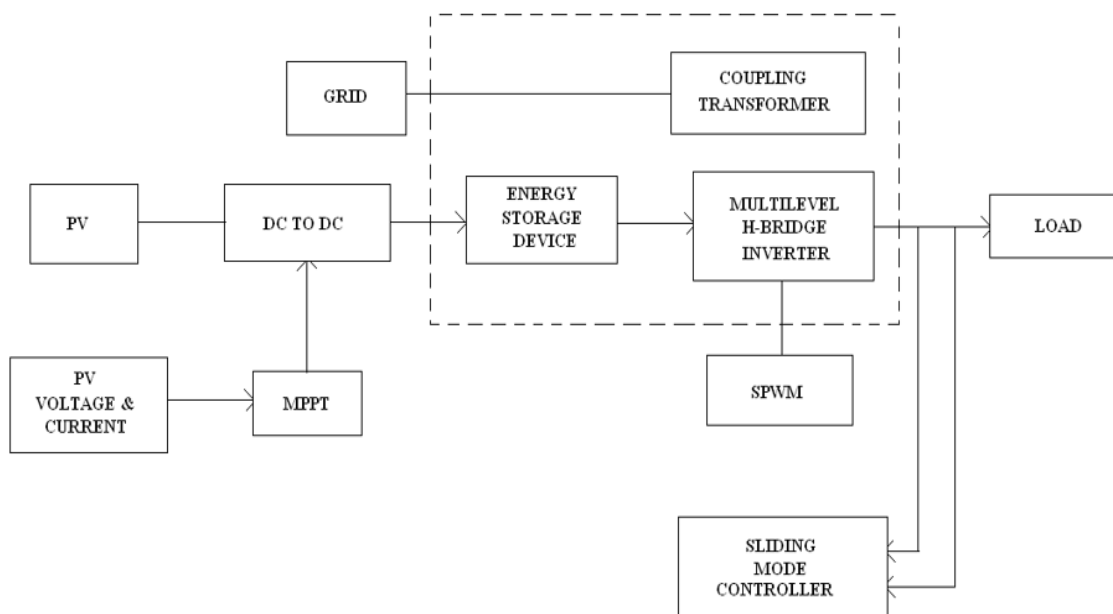 GRID
COUPLING
TRANSFORMER
PV
DC TO DC
ENERGY
STORAGE
DEVICE
MULTILEVEL
H-BRIDGE
INVERTER
LOAD
PV
VOLTAGE &
CURRENT
MPPT
SPWM
SLIDING
MODE
CONTROLLER